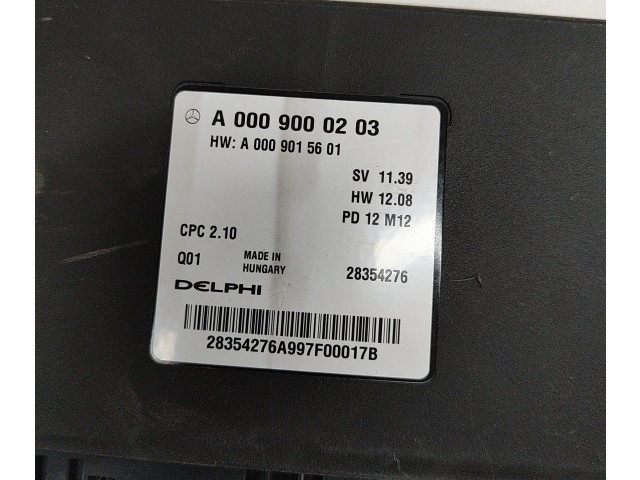 A 000 900 02 03
HW: A 000 901 56 01
SV 11.39
HW 12.08
PD 12 M12
CPC 2.10
Q01
MADE IN
HUNGARY
28354276
DELPHI
28354276A997F00017B